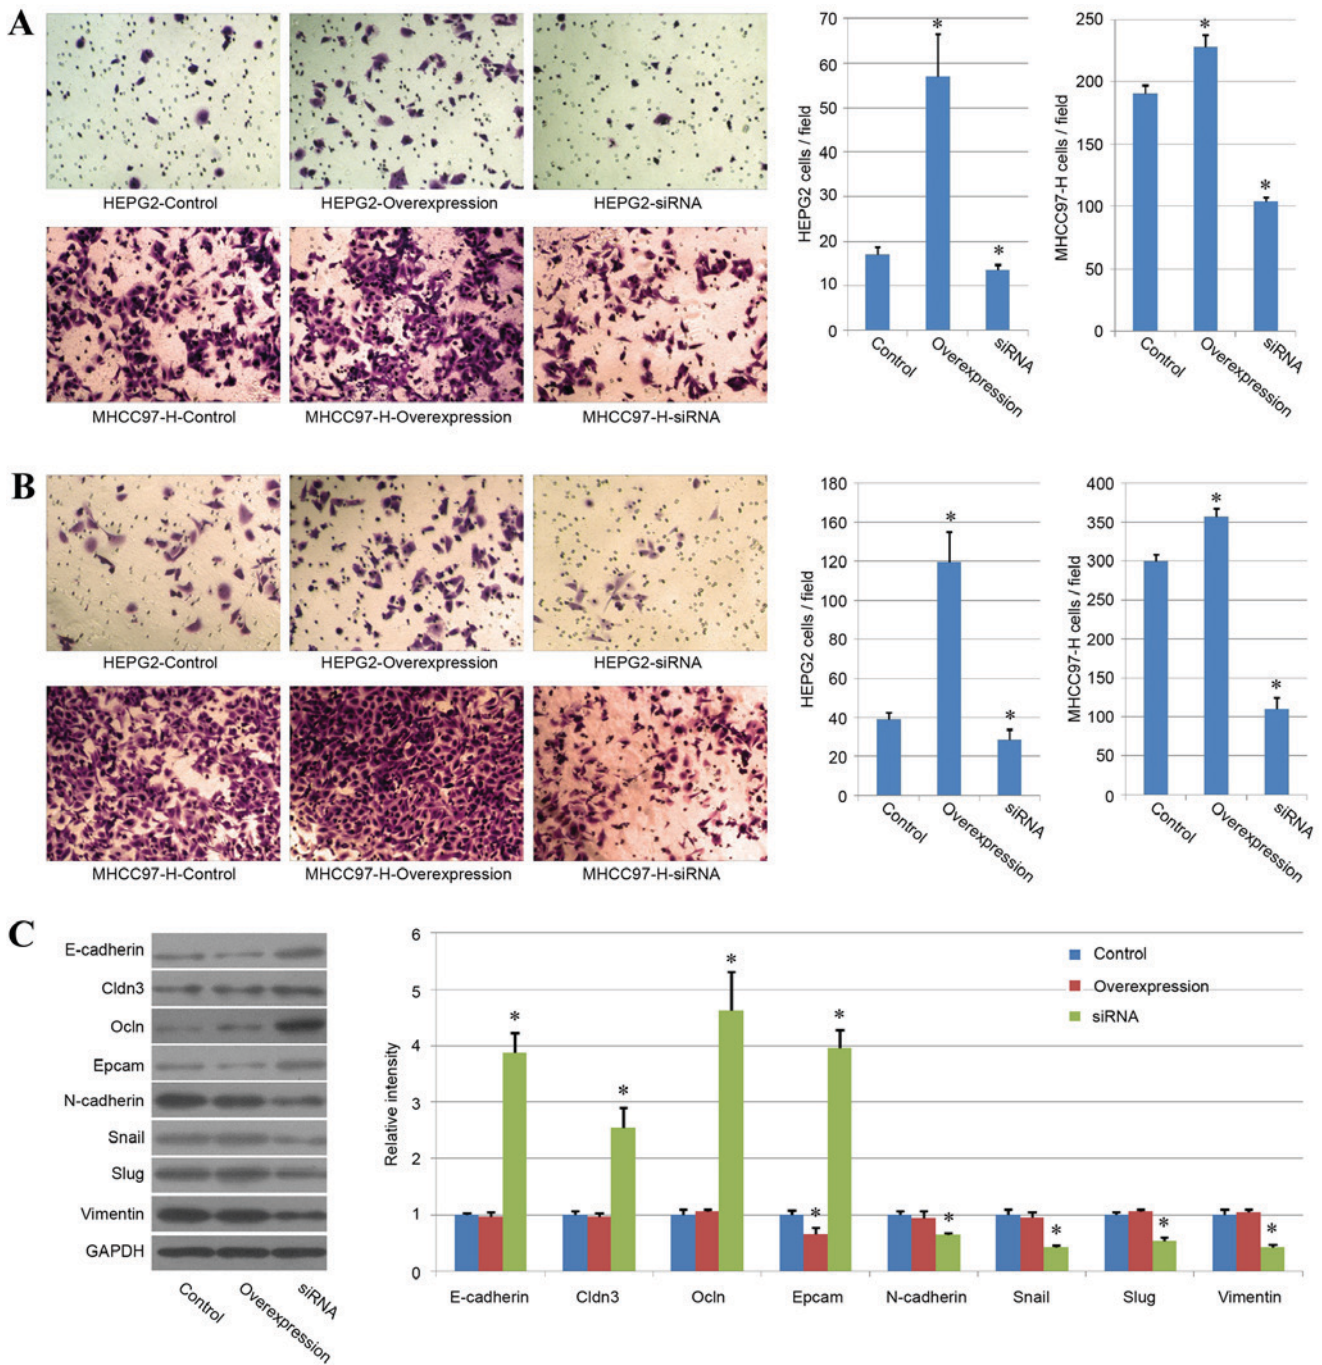 A
HEPG2-Control
HEPG2-Overexpression
HEPG2-siRNA
MHCC97-H-Control
MHCC97-H-Overexpression
MHCC97-H-siRNA
HEPG2 cells / field
70
60
50
40
30
20
10
0
*
*
Control
Overexpression
siRNA
MHCC97-H cells / field
250
200
150
100
250
0
*
*
Control
Overexpression
siRNA
B
HEPG2-Control
HEPG2-Overexpression
HEPG2-siRNA
MHCC97-H-Control
MHCC97-H-Overexpression
MHCC97-H-siRNA
HEPG2 cells / field
180
160
120
80
60
40
20
0
*
*
Control
Overexpression
siRNA
MHCC97-H cells / field
400
350
300
250
200
150
100
50
0
*
*
Control
Overexpression
siRNA
C
E-cadherin
Cldn3
Ocln
Epcam
N-cadherin
Snail
Slug
Vimentin
GAPDH
Control
Overexpression
siRNA
Relative intensity
6
5
4
3
2
1
0
*
*
*
*
*
*
*
*
*
Control
Overexpression
siRNA
E-cadherin
Cldn3
Ocln
Epcam
N-cadherin
Snail
Slug
Vimentin